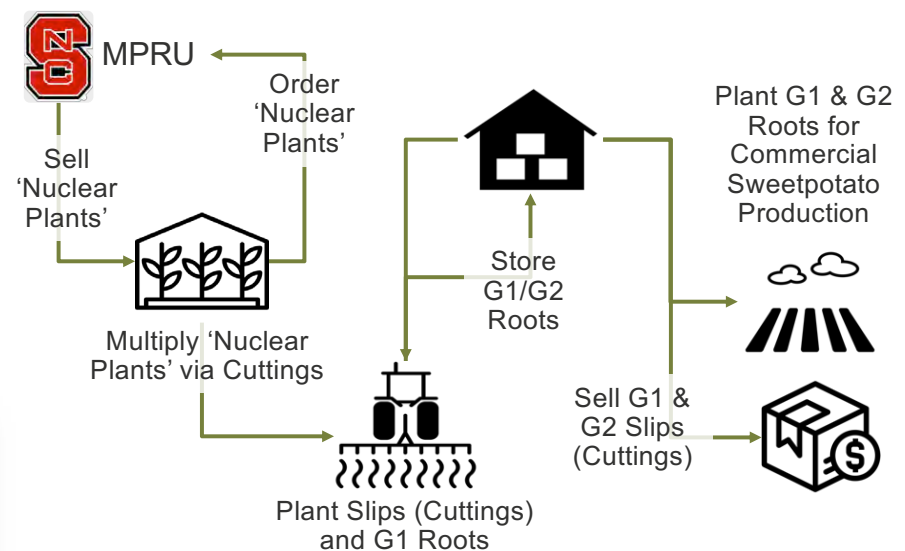 NC
S
MPRU
Order
‘Nuclear
Plants’
Sell
‘Nuclear
Plants’
Multiply ‘Nuclear
Plants’ via Cuttings
Store
G1/G2
Roots
Plant Slips (Cuttings)
and G1 Roots
Plant G1 & G2
Roots for
Commercial
Sweetpotato
Production
Sell G1 &
G2 Slips
(Cuttings)
$